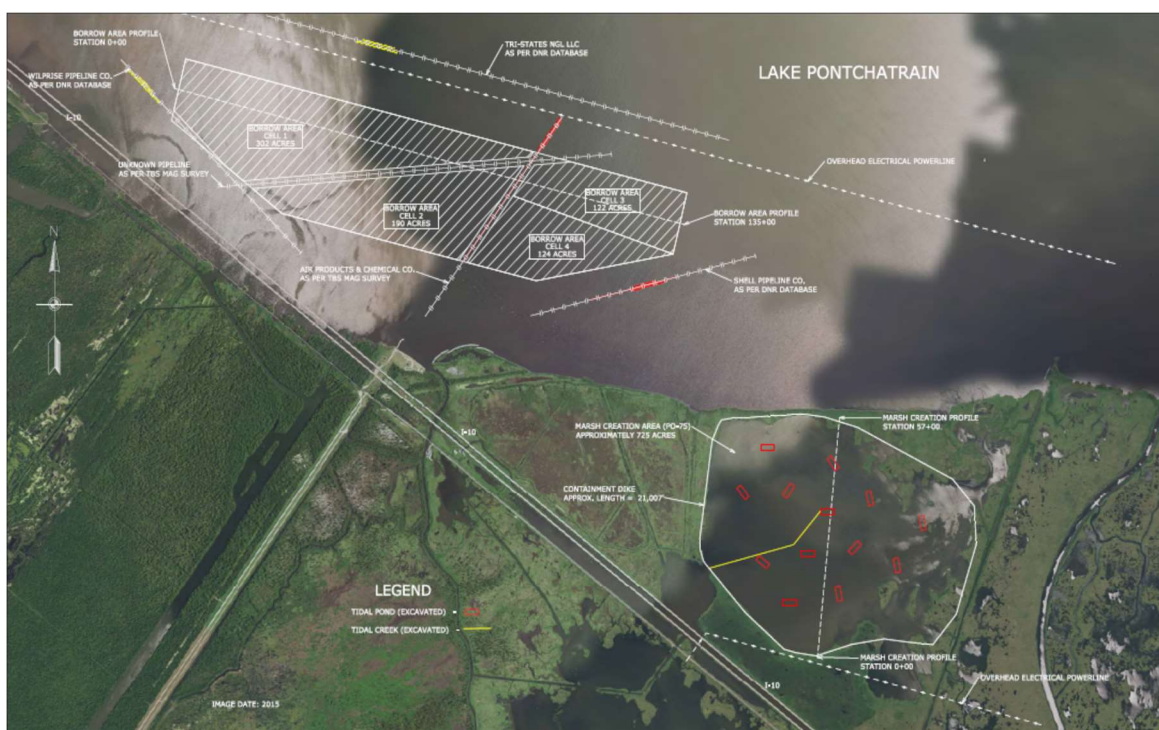 BORROW AREA PROFILE
STATION 0+00
TRI-STATES NGL LLC
AS PER DNR DATABASE
LAKE PONTCHATRAIN
WILPRISE PIPELINE CO.
AS PER DNR DATABASE
I-10
BORROW AREA
CELL 1
302 ACRES
UNKNOWN PIPELINE
AS PER TBS MAG SURVEY
OVERHEAD ELECTRICAL POWERLINE
BORROW AREA
CELL 3
122 ACRES
BORROW AREA
CELL 2
190 ACRES
BORROW AREA PROFILE
STATION 135+00
BORROW AREA
CELL 4
124 ACRES
N
AIR PRODUCTS & CHEMICAL CO.
AS PER TBS MAG SURVEY
SHELL PIPELINE CO.
AS PER DNR DATABASE
MARSH CREATION PROFILE
STATION 57+00
MARSH CREATION AREA (PO-75)
APPROXIMATELY 725 ACRES
I-10
CONTAINMENT DIKE
APPROX. LENGTH = 21,007'
LEGEND
TIDAL POND (EXCAVATED) -
TIDAL CREEK (EXCAVATED) -
MARSH CREATION PROFILE
STATION 0+00
OVERHEAD ELECTRICAL POWERLINE
I-10
IMAGE DATE: 2015